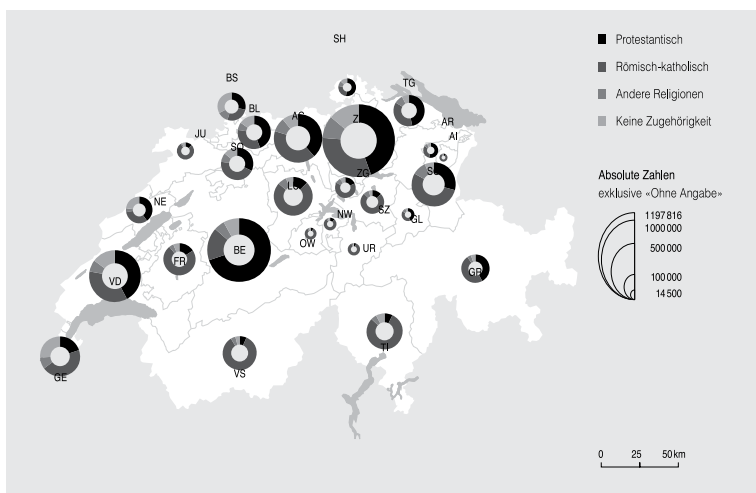 SH
BS
TG
BL
AG
ZH
AR
JU
AI
SO
ZG
SG
LU
NE
SZ
GL
NW
OW
UR
BE
FR
GR
VD
TI
GE
VS
Protestantisch
Römisch-katholisch
Andere Religionen
Keine Zugehörigkeit
Absolute Zahlen
exklusive «Ohne Angabe»
1197816
1000000
500000
100000
14500
0 25 50km